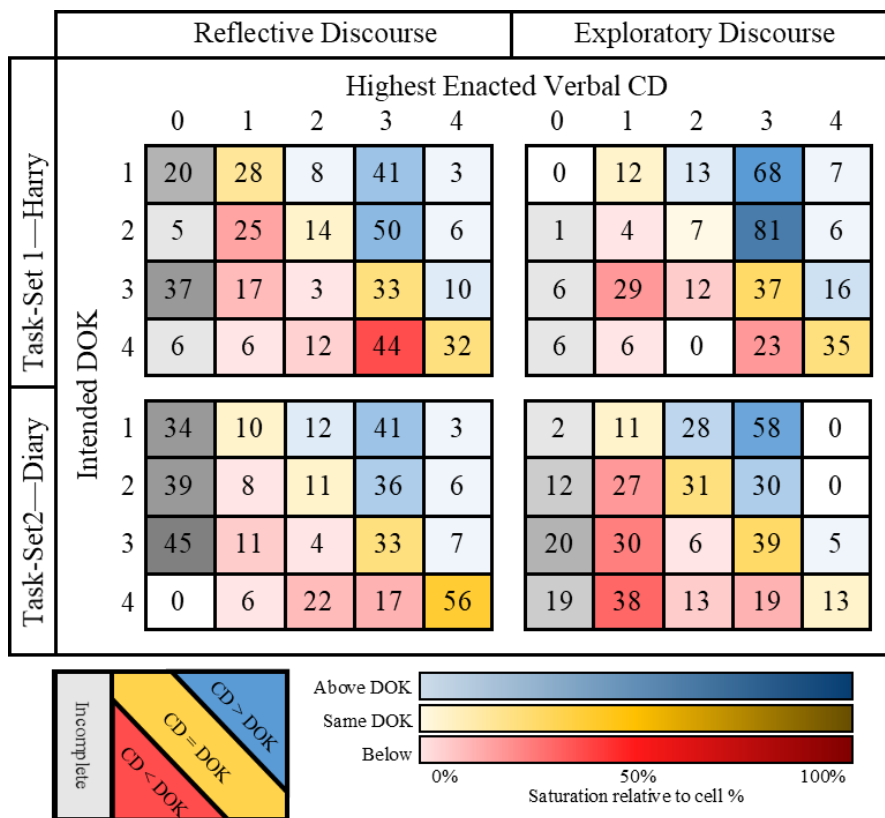 Reflective Discourse Exploratory Discourse
Highest Enacted Verbal CD
0 1 2 3 4 0 1 2 3 4
Task-Set 1—Harry
Intended DOK
1 20 28 8 41 3 0 12 13 68 7
2 5 25 14 50 6 1 4 7 81 6
3 37 17 3 33 10 6 29 12 37 16
4 6 6 12 44 32 6 6 0 23 35
Task-Set2—Diary
1 34 10 12 41 3 2 11 28 58 0
2 39 8 11 36 6 12 27 31 30 0
3 45 11 4 33 7 20 30 6 39 5
4 0 6 22 17 56 19 38 13 19 13
Incomplete
CD < DOK
CD = DOK
CD > DOK
Above DOK
Same DOK
Below
0% 50% 100%
Saturation relative to cell %